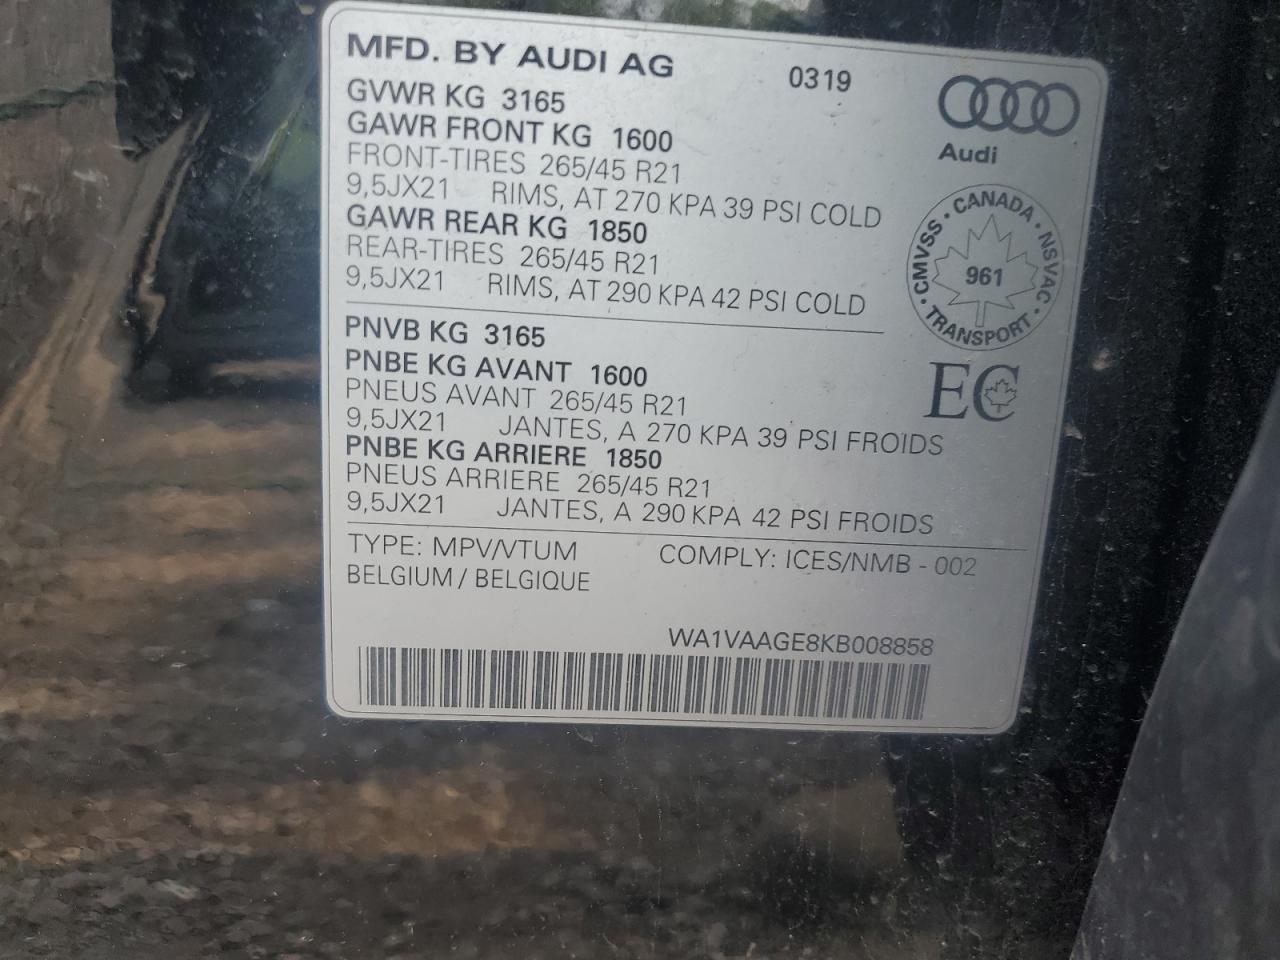 MFD. BY AUDI AG 0319
GVWR KG 3165
GAWR FRONT KG 1600
FRONT-TIRES 265/45 R21
9,5JX21 RIMS, AT 270 KPA 39 PSI COLD
GAWR REAR KG 1850
REAR-TIRES 265/45 R21
9,5JX21 RIMS, AT 290 KPA 42 PSI COLD
Audi
CMVSS · CANADA · NSVAC · TRANSPORT ·
961
EC
PNVB KG 3165
PNBE KG AVANT 1600
PNEUS AVANT 265/45 R21
9,5JX21 JANTES, A 270 KPA 39 PSI FROIDS
PNBE KG ARRIERE 1850
PNEUS ARRIERE 265/45 R21
9,5JX21 JANTES, A 290 KPA 42 PSI FROIDS
TYPE: MPV/VTUM COMPLY: ICES/NMB - 002
BELGIUM / BELGIQUE
WA1VAAGE8KB008858